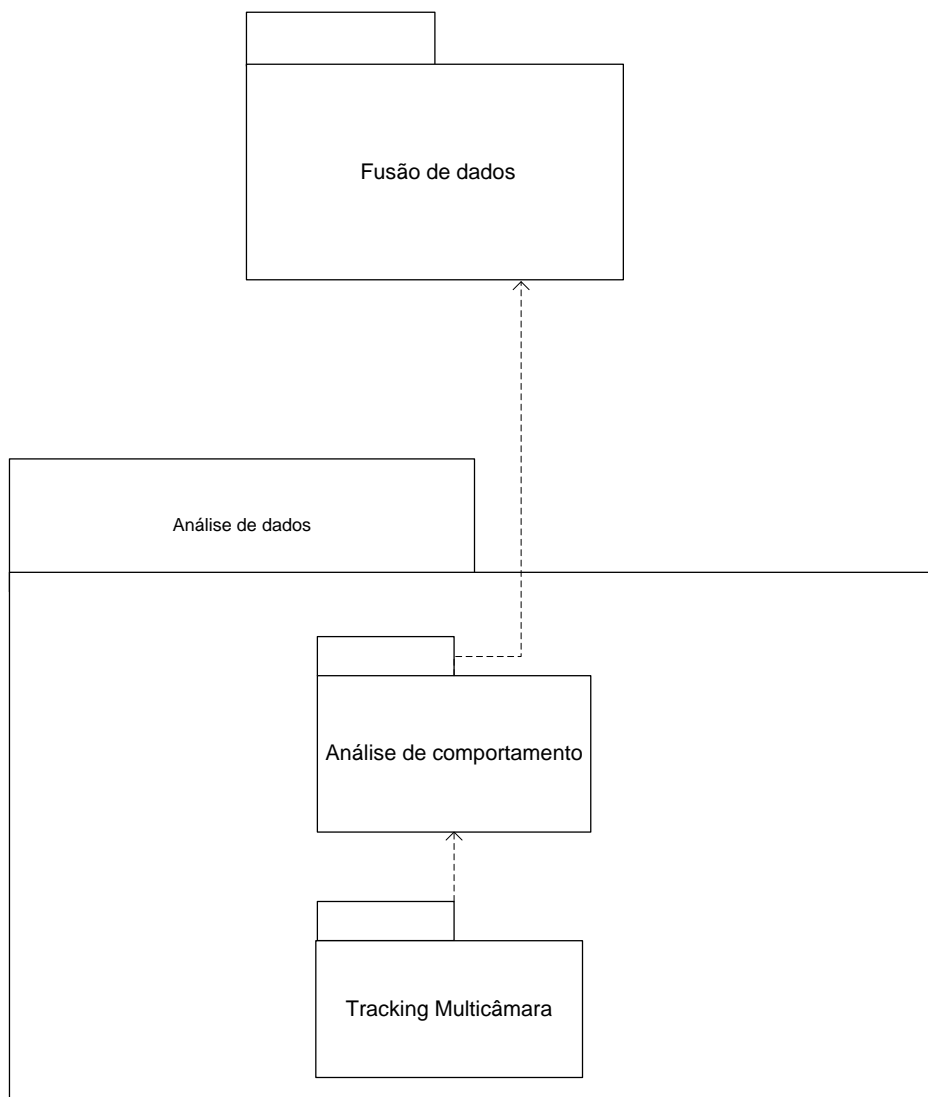 Fusão de dados
Análise de dados
Análise de comportamento
Tracking Multicâmara